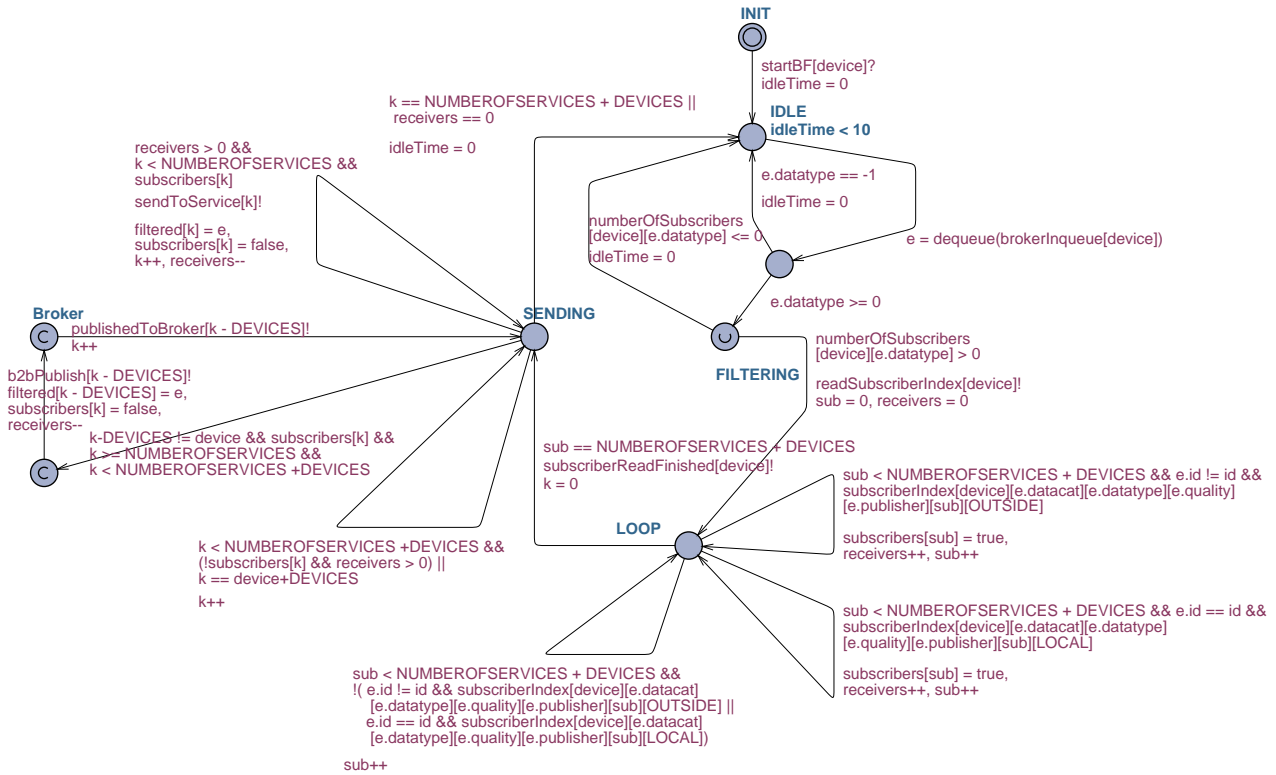 INIT
startBF[device]?
idleTime = 0
IDLE
idleTime < 10
k == NUMBEROFSERVICES + DEVICES ||
receivers == 0
idleTime = 0
receivers > 0 &&
k < NUMBEROFSERVICES &&
subscribers[k]
sendToService[k]!
filtered[k] = e,
subscribers[k] = false,
k++, receivers--
e.datatype == -1
idleTime = 0
numberOfSubscribers
[device][e.datatype] <= 0
idleTime = 0
e = dequeue(brokerInqueue[device])
e.datatype >= 0
Broker
C
publishedToBroker[k - DEVICES]!
k++
SENDING
FILTERING
numberOfSubscribers
[device][e.datatype] > 0
readSubscriberIndex[device]!
sub = 0, receivers = 0
b2bPublish[k - DEVICES]!
filtered[k - DEVICES] = e,
subscribers[k] = false,
receivers--
C
k-DEVICES != device && subscribers[k] &&
k >= NUMBEROFSERVICES &&
k < NUMBEROFSERVICES +DEVICES
sub == NUMBEROFSERVICES + DEVICES
subscriberReadFinished[device]!
k = 0
LOOP
sub < NUMBEROFSERVICES + DEVICES && e.id != id &&
subscriberIndex[device][e.datacat][e.datatype][e.quality]
[e.publisher][sub][OUTSIDE]
subscribers[sub] = true,
receivers++, sub++
k < NUMBEROFSERVICES +DEVICES &&
(!subscribers[k] && receivers > 0) ||
k == device+DEVICES
k++
sub < NUMBEROFSERVICES + DEVICES && e.id == id &&
subscriberIndex[device][e.datacat][e.datatype]
[e.quality][e.publisher][sub][LOCAL]
subscribers[sub] = true,
receivers++, sub++
sub < NUMBEROFSERVICES + DEVICES &&
!( e.id != id && subscriberIndex[device][e.datacat]
[e.datatype][e.quality][e.publisher][sub][OUTSIDE] ||
e.id == id && subscriberIndex[device][e.datacat]
[e.datatype][e.quality][e.publisher][sub][LOCAL])
sub++